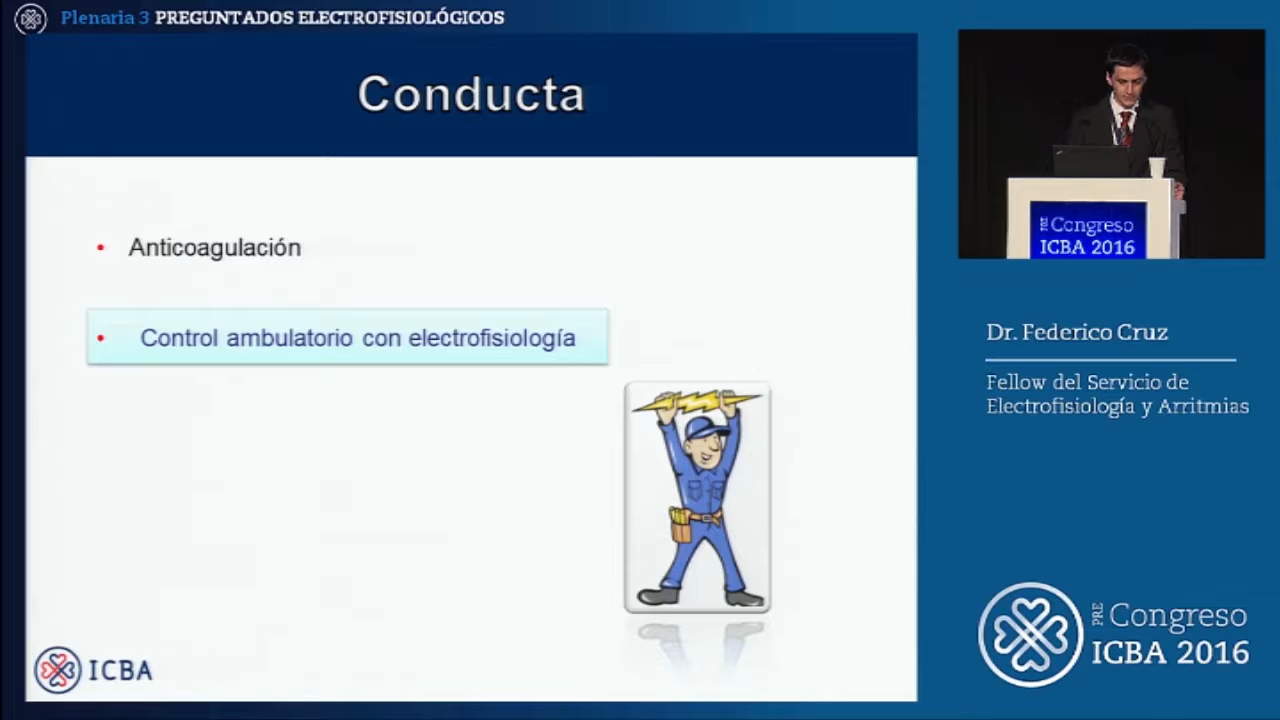 Plenaria 3 PREGUNTADOS ELECTROFISIOLÓGICOS
Conducta
• Anticoagulación
• Control ambulatorio con electrofisiología
ICBA
PRE Congreso
ICBA 2016
Dr. Federico Cruz
Fellow del Servicio de
Electrofisiología y Arritmias
PRE Congreso
ICBA 2016